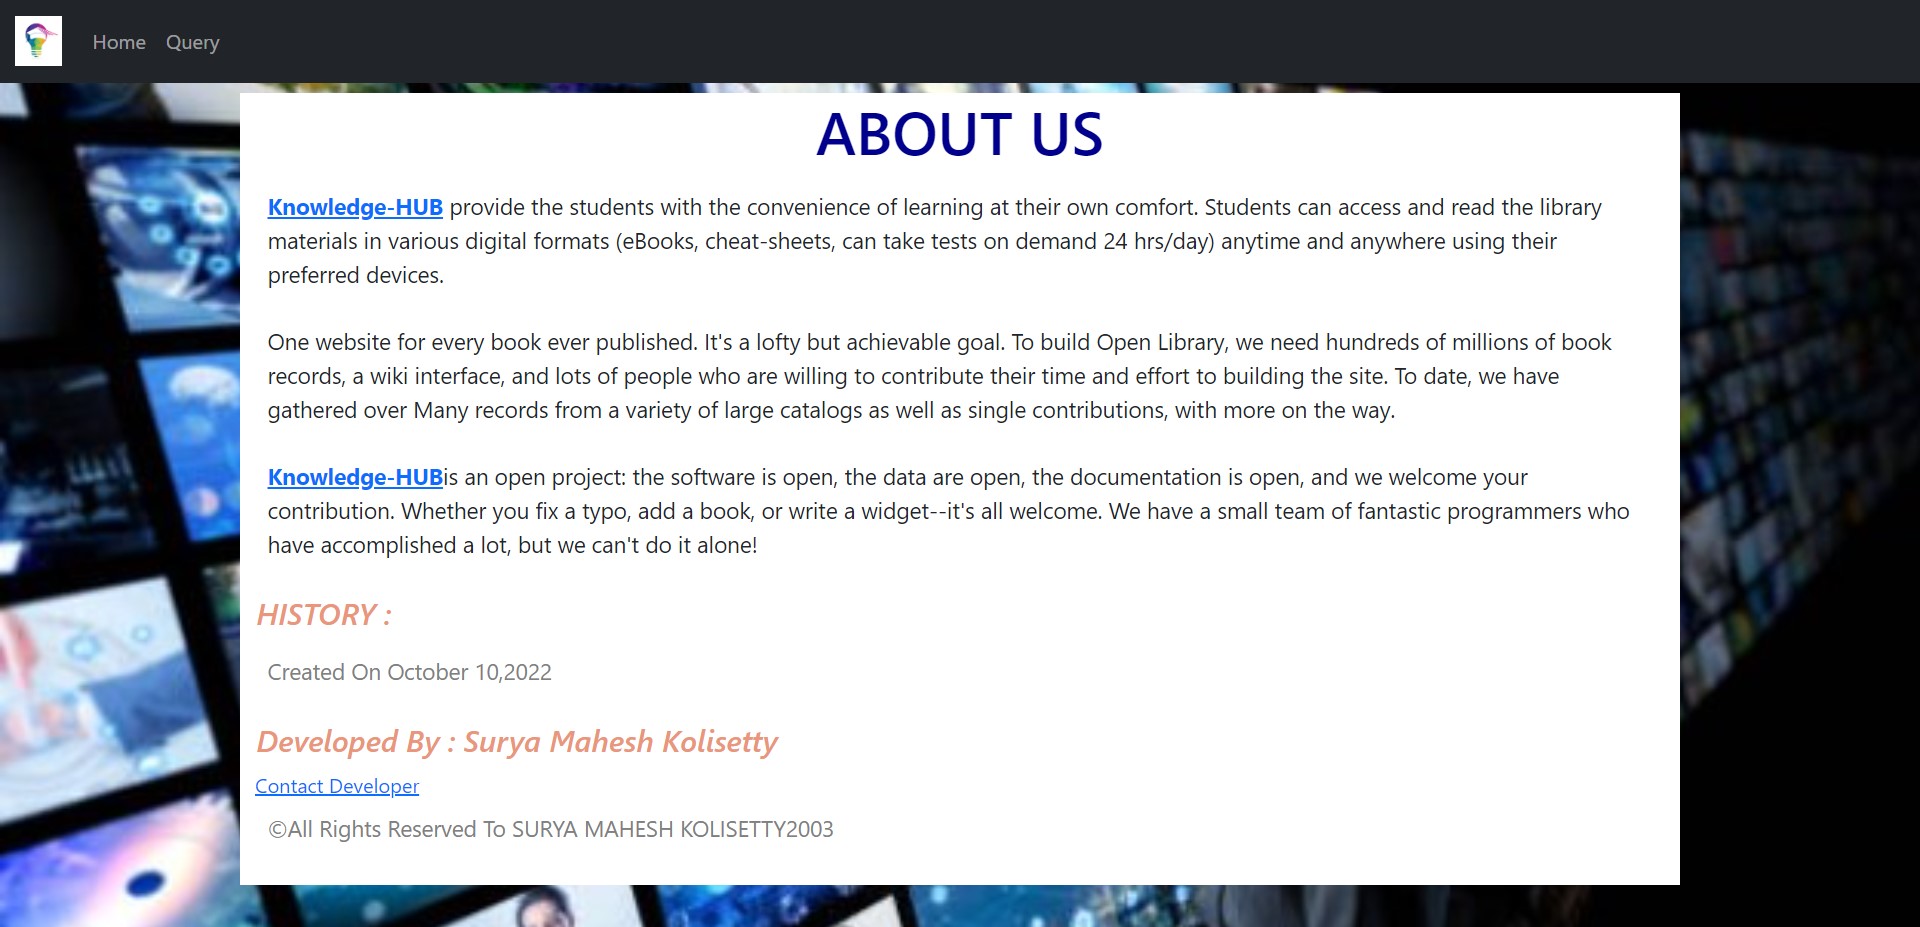 Home Query
ABOUT US
Knowledge-HUB provide the students with the convenience of learning at their own comfort. Students can access and read the library
materials in various digital formats (eBooks, cheat-sheets, can take tests on demand 24 hrs/day) anytime and anywhere using their
preferred devices.
One website for every book ever published. It's a lofty but achievable goal. To build Open Library, we need hundreds of millions of book
records, a wiki interface, and lots of people who are willing to contribute their time and effort to building the site. To date, we have
gathered over Many records from a variety of large catalogs as well as single contributions, with more on the way.
Knowledge-HUBis an open project: the software is open, the data are open, the documentation is open, and we welcome your
contribution. Whether you fix a typo, add a book, or write a widget--it's all welcome. We have a small team of fantastic programmers who
have accomplished a lot, but we can't do it alone!
HISTORY :
Created On October 10,2022
Developed By : Surya Mahesh Kolisetty
Contact Developer
©All Rights Reserved To SURYA MAHESH KOLISETTY2003